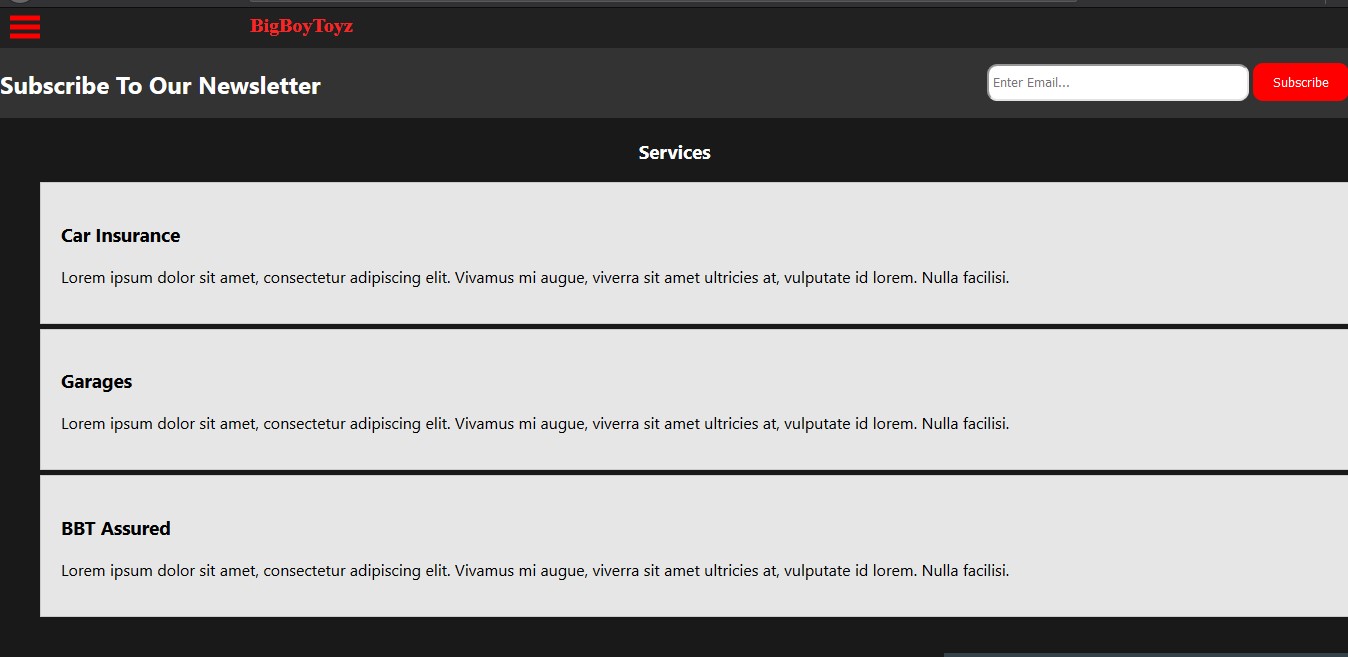 BigBoyToyz
Subscribe To Our Newsletter
Enter Email...
Subscribe
Services
Car Insurance
Lorem ipsum dolor sit amet, consectetur adipiscing elit. Vivamus mi augue, viverra sit amet ultricies at, vulputate id lorem. Nulla facilisi.
Garages
Lorem ipsum dolor sit amet, consectetur adipiscing elit. Vivamus mi augue, viverra sit amet ultricies at, vulputate id lorem. Nulla facilisi.
BBT Assured
Lorem ipsum dolor sit amet, consectetur adipiscing elit. Vivamus mi augue, viverra sit amet ultricies at, vulputate id lorem. Nulla facilisi.